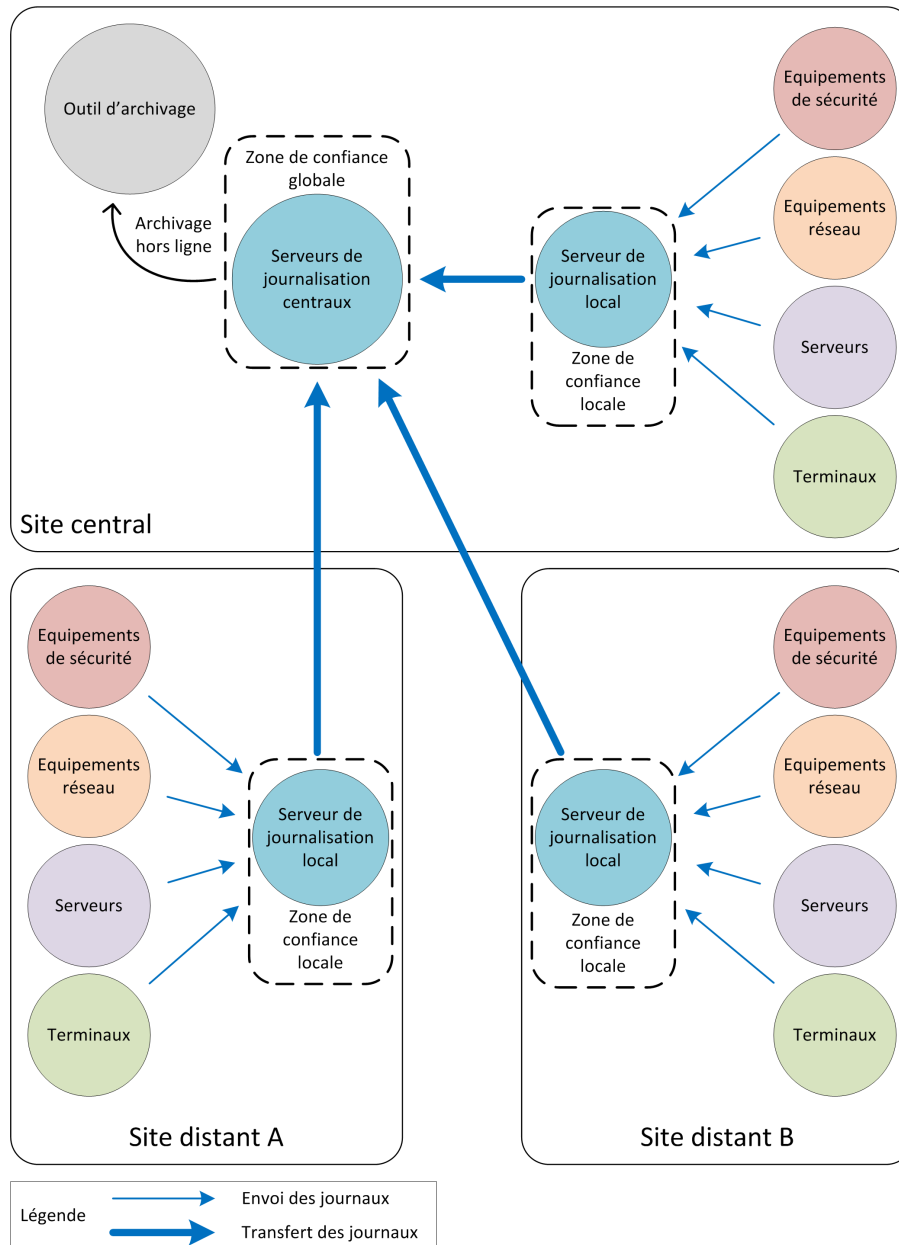 Outil d'archivage
Zone de confiance
globale
Archivage
hors ligne
Serveurs de
journalisation
centraux
Serveur de
journalisation
local
Zone de
confiance
locale
Equipements
de sécurité
Equipements
réseau
Serveurs
Terminaux
Site central
Equipements
de sécurité
Equipements
réseau
Serveurs
Terminaux
Serveur de
journalisation
local
Zone de
confiance
locale
Site distant A
Serveur de
journalisation
local
Zone de
confiance
locale
Equipements
de sécurité
Equipements
réseau
Serveurs
Terminaux
Site distant B
Légende
Envoi des journaux
Transfert des journaux